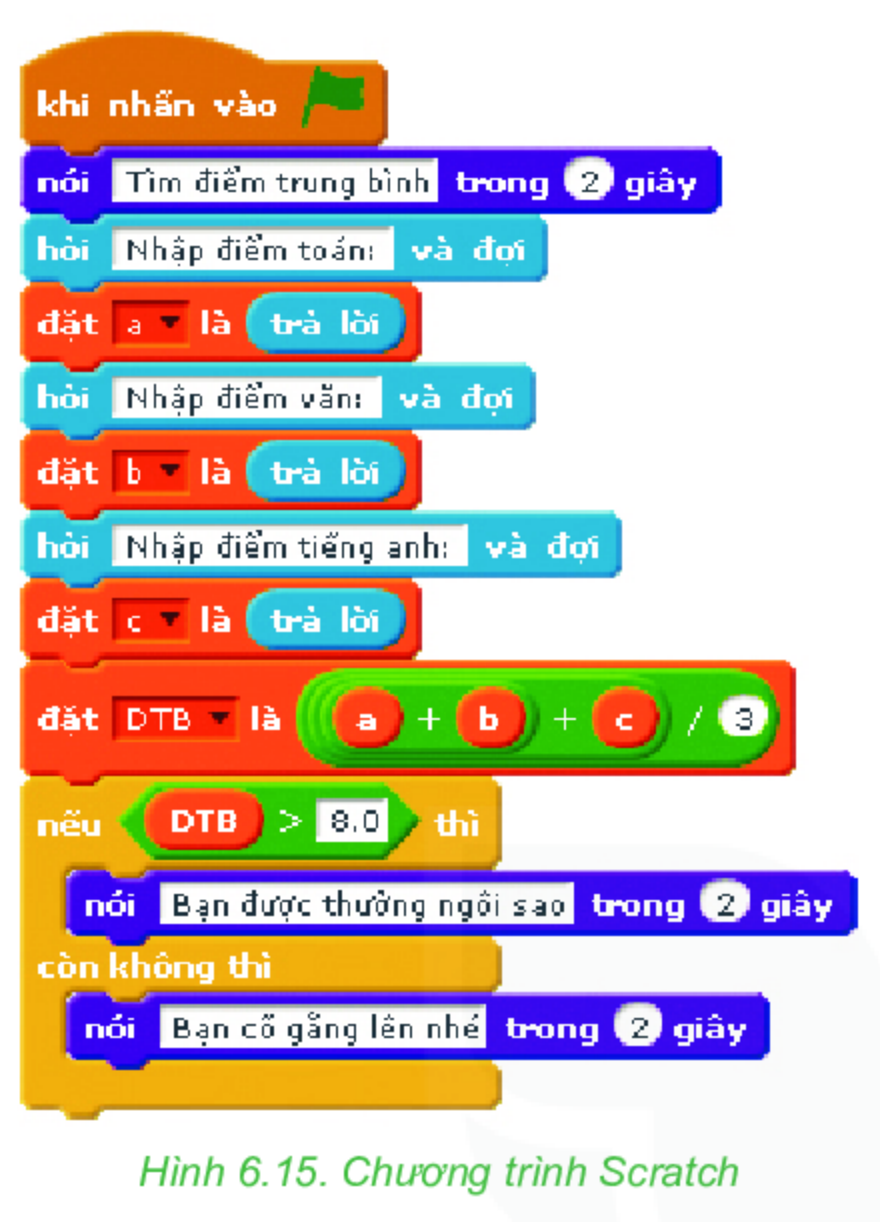 khi nhấn vào
nói Tìm điểm trung bình trong 2 giây
hỏi Nhập điểm toán: và đợi
đặt a là trả lời
hỏi Nhập điểm văn: và đợi
đặt b là trả lời
hỏi Nhập điểm tiếng anh: và đợi
đặt c là trả lời
đặt DTB là a + b + c / 3
nếu DTB > 8.0 thì
nói Bạn được thưởng ngôi sao trong 2 giây
còn không thì
nói Bạn cố gắng lên nhé trong 2 giây
Hình 6.15. Chương trình Scratch